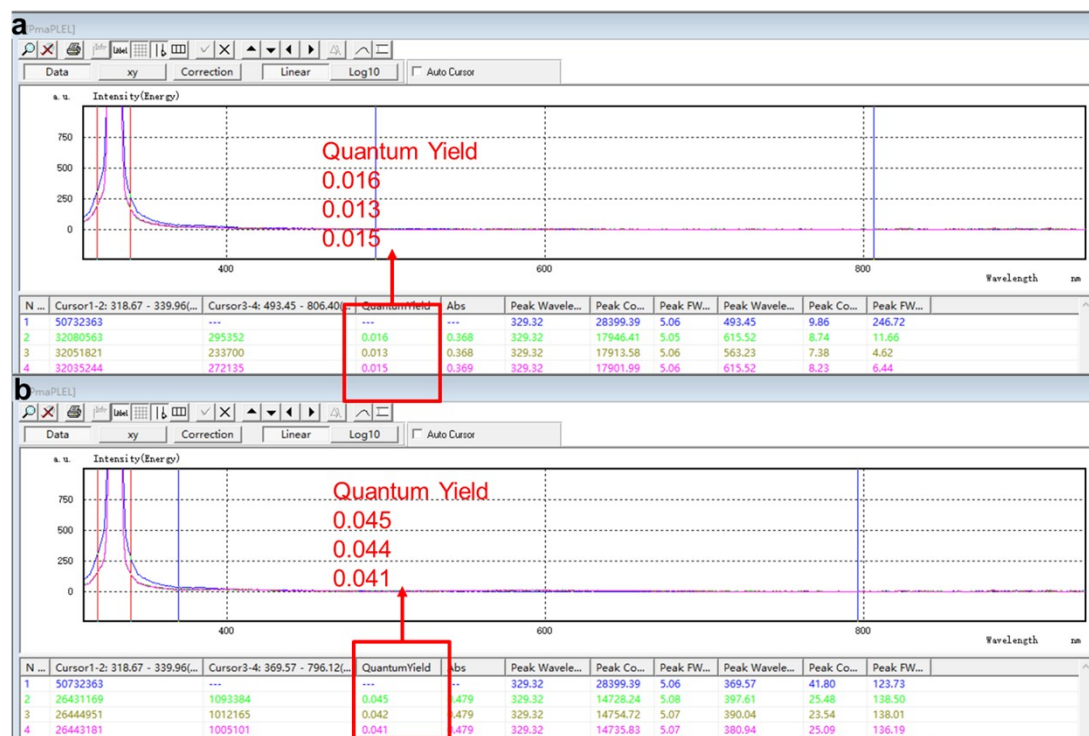 a
[PmaPLEL]
Label
Data xy Correction Linear Log10 Auto Cursor
a. u. Intensity(Energy)
750
500
250
0
Quantum Yield
0.016
0.013
0.015
400 600 800
Wavelength nm
N ... Cursor1-2: 318.67 - 339.96(... Cursor3-4: 493.45 - 806.40(... QuantumYield Abs Peak Wavele... Peak Co... Peak FW... Peak Wavele... Peak Co... Peak FW...
1 50732363 --- --- --- 329.32 28399.39 5.06 493.45 9.86 246.72
2 32080563 295352 0.016 0.368 329.32 17946.41 5.05 615.52 8.74 11.66
3 32051821 233700 0.013 0.368 329.32 17913.58 5.06 563.23 7.38 4.62
4 32035244 272135 0.015 0.369 329.32 17901.99 5.06 615.52 8.23 6.44
b
PmaPLEL]
Label
Data xy Correction Linear Log10 Auto Cursor
a. u. Intensity(Energy)
750
500
250
0
Quantum Yield
0.045
0.044
0.041
400 600 800
Wavelength nm
N ... Cursor1-2: 318.67 - 339.96(... Cursor3-4: 369.57 - 796.12(... QuantumYield Abs Peak Wavele... Peak Co... Peak FW... Peak Wavele... Peak Co... Peak FW...
1 50732363 --- --- --- 329.32 28399.39 5.06 369.57 41.80 123.73
2 26431169 1093384 0.045 0.479 329.32 14728.24 5.08 397.61 25.48 138.50
3 26444951 1012165 0.042 0.479 329.32 14754.72 5.07 390.04 23.54 138.01
4 26443181 1005101 0.041 0.479 329.32 14735.83 5.07 380.94 25.09 136.19